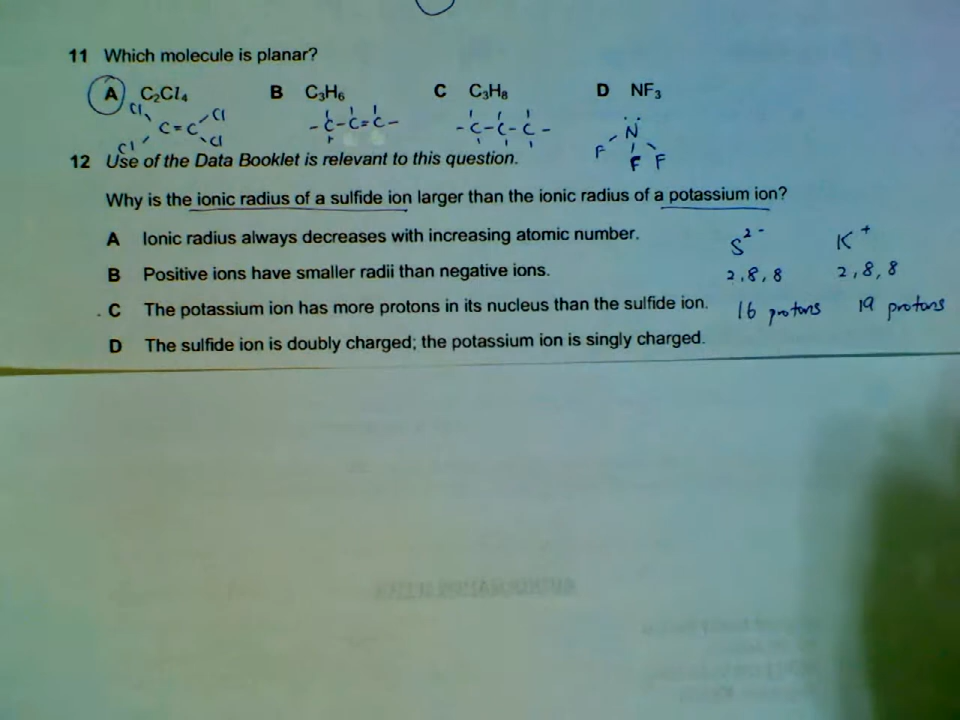 11 Which molecule is planar?
A C₂Cl₄ B C₃H₆ C C₃H₈ D NF₃
Cl Cl
C=C -C-C=C- -C-C-C- N
Cl Cl F F F
12 Use of the Data Booklet is relevant to this question.
Why is the ionic radius of a sulfide ion larger than the ionic radius of a potassium ion?
A Ionic radius always decreases with increasing atomic number. S²⁻ K⁺
B Positive ions have smaller radii than negative ions. 2,8,8 2,8,8
C The potassium ion has more protons in its nucleus than the sulfide ion. 16 protons 19 protons
D The sulfide ion is doubly charged; the potassium ion is singly charged.